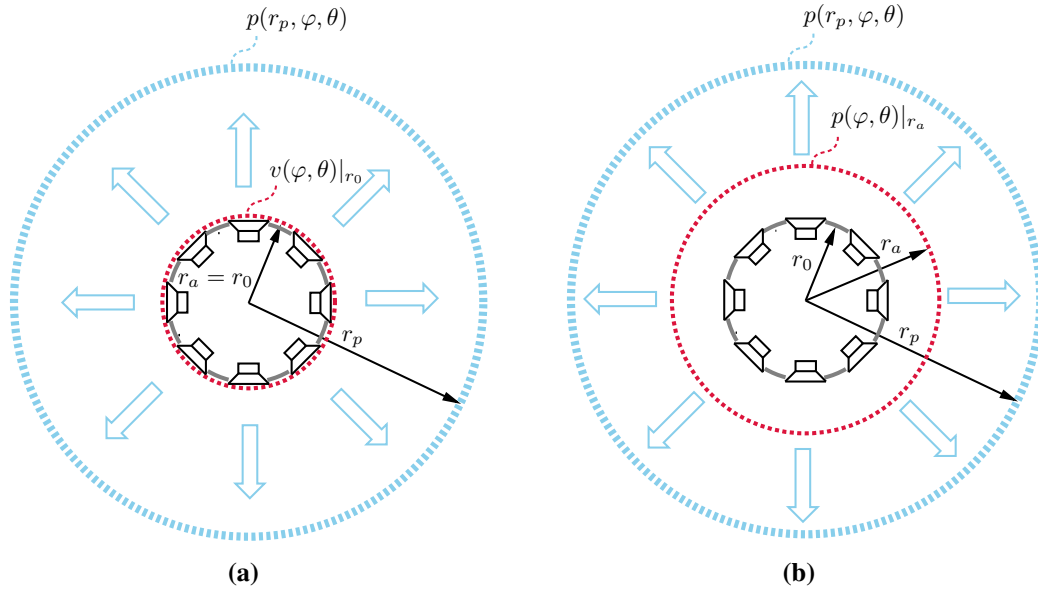 p(r_p, φ, θ)
v(φ, θ)|_{r_0}
r_a = r_0
r_p
(a)
p(r_p, φ, θ)
p(φ, θ)|_{r_a}
r_a
r_0
r_p
(b)